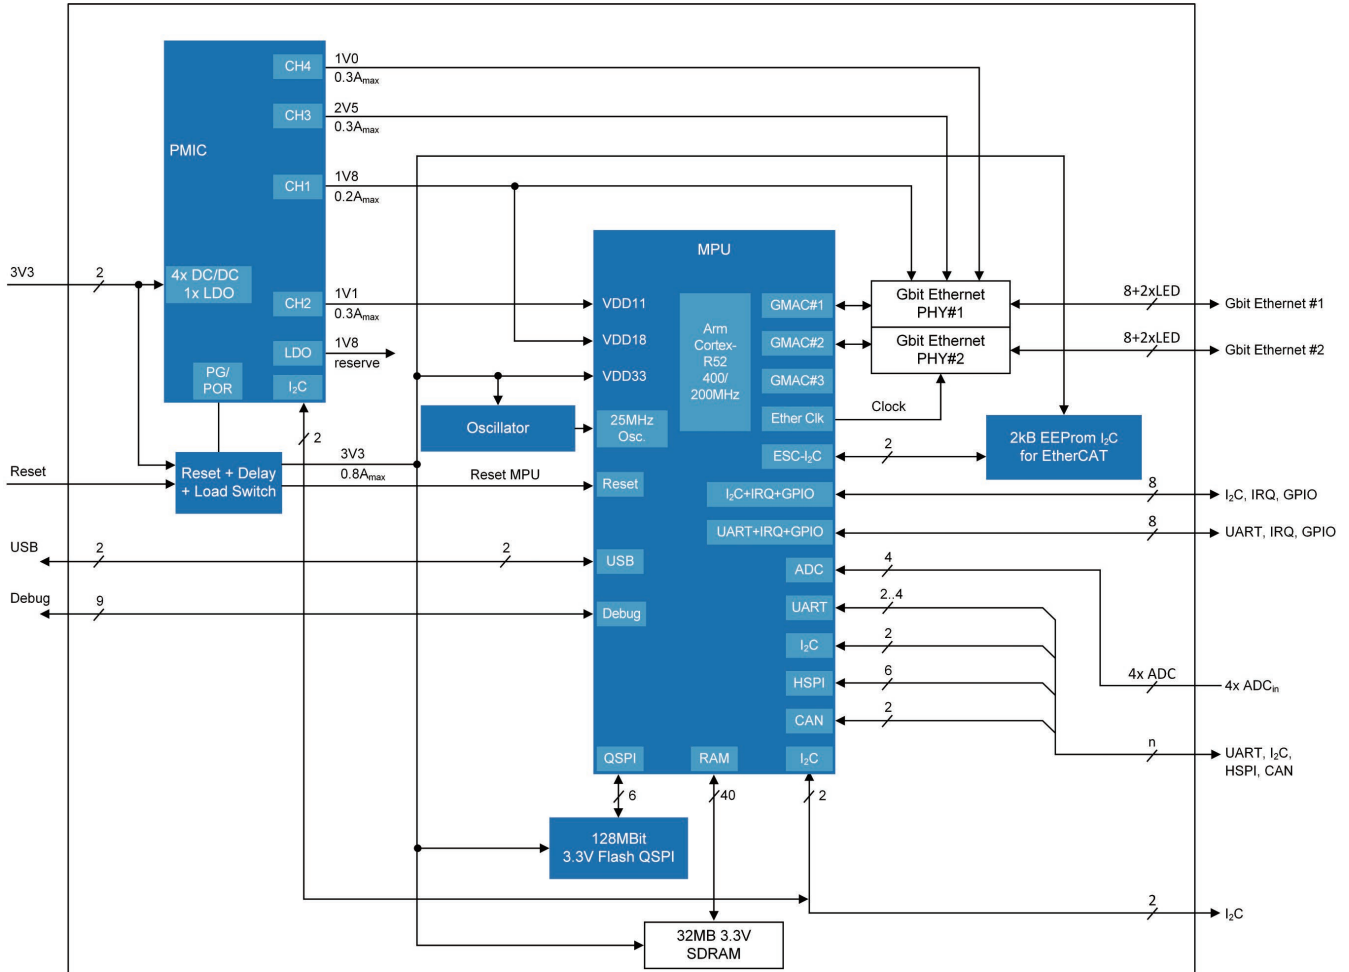 CH4
1V0
0.3Amax
CH3
2V5
0.3Amax
PMIC
CH1
1V8
0.2Amax
MPU
3V3
2
4x DC/DC
1x LDO
CH2
1V1
0.3Amax
VDD11
Arm
Cortex-
R52
400/
200MHz
GMAC#1
Gbit Ethernet
PHY#1
8+2xLED
Gbit Ethernet #1
LDO
1V8
reserve
VDD18
GMAC#2
Gbit Ethernet
PHY#2
8+2xLED
Gbit Ethernet #2
PG/
POR
I2C
VDD33
GMAC#3
Oscillator
25MHz
Osc.
Ether Clk
Clock
2
2kB EEProm I2C
for EtherCAT
ESC-I2C
2
Reset
Reset + Delay
+ Load Switch
3V3
0.8Amax
Reset MPU
Reset
I2C+IRQ+GPIO
8
I2C, IRQ, GPIO
UART+IRQ+GPIO
8
UART, IRQ, GPIO
USB
2
2
USB
ADC
4
Debug
9
Debug
UART
2..4
I2C
2
HSPI
6
4x ADC
4x ADCin
CAN
2
QSPI
RAM
I2C
n
UART, I2C,
HSPI, CAN
6
40
2
128MBit
3.3V Flash QSPI
2
I2C
32MB 3.3V
SDRAM